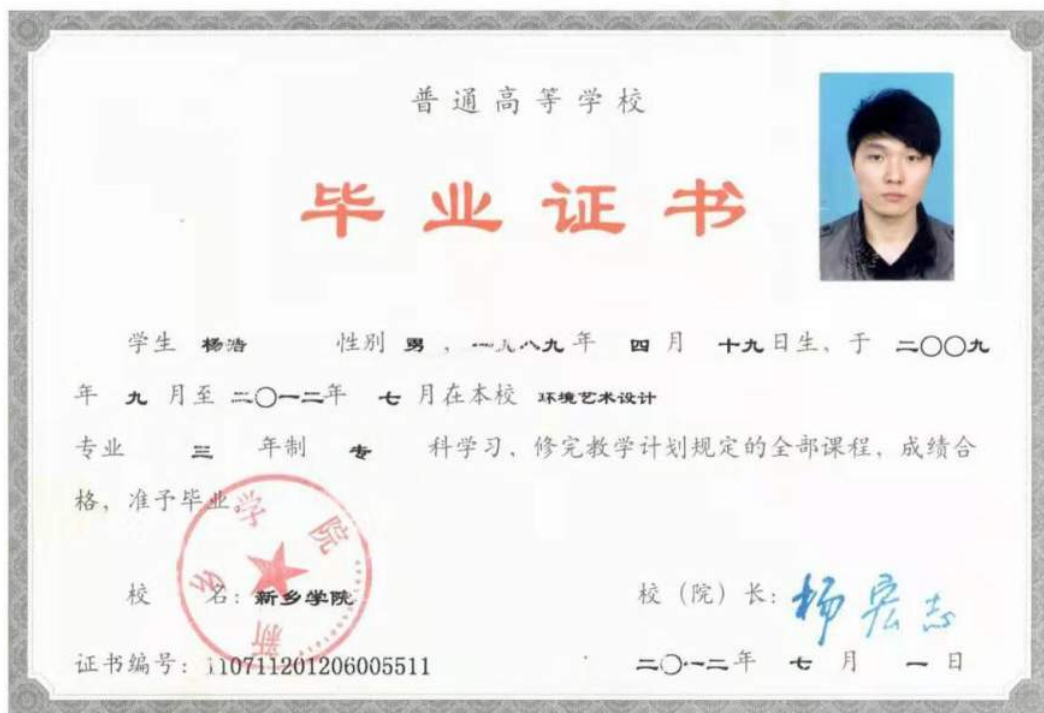 普通高等学校
毕业证书
学生 杨浩 性别 男，一九八九年 四月 十九日生、于 二〇〇九
年 九 月至 二〇一二年 七 月在本校 环境艺术设计
专业 三 年制 专 科学习、修完教学计划规定的全部课程，成绩合
格，准予毕业。
新乡学院
校 名：新乡学院
校（院）长：杨宏志
证书编号：110711201206005511
二〇一二年 七 月 一 日